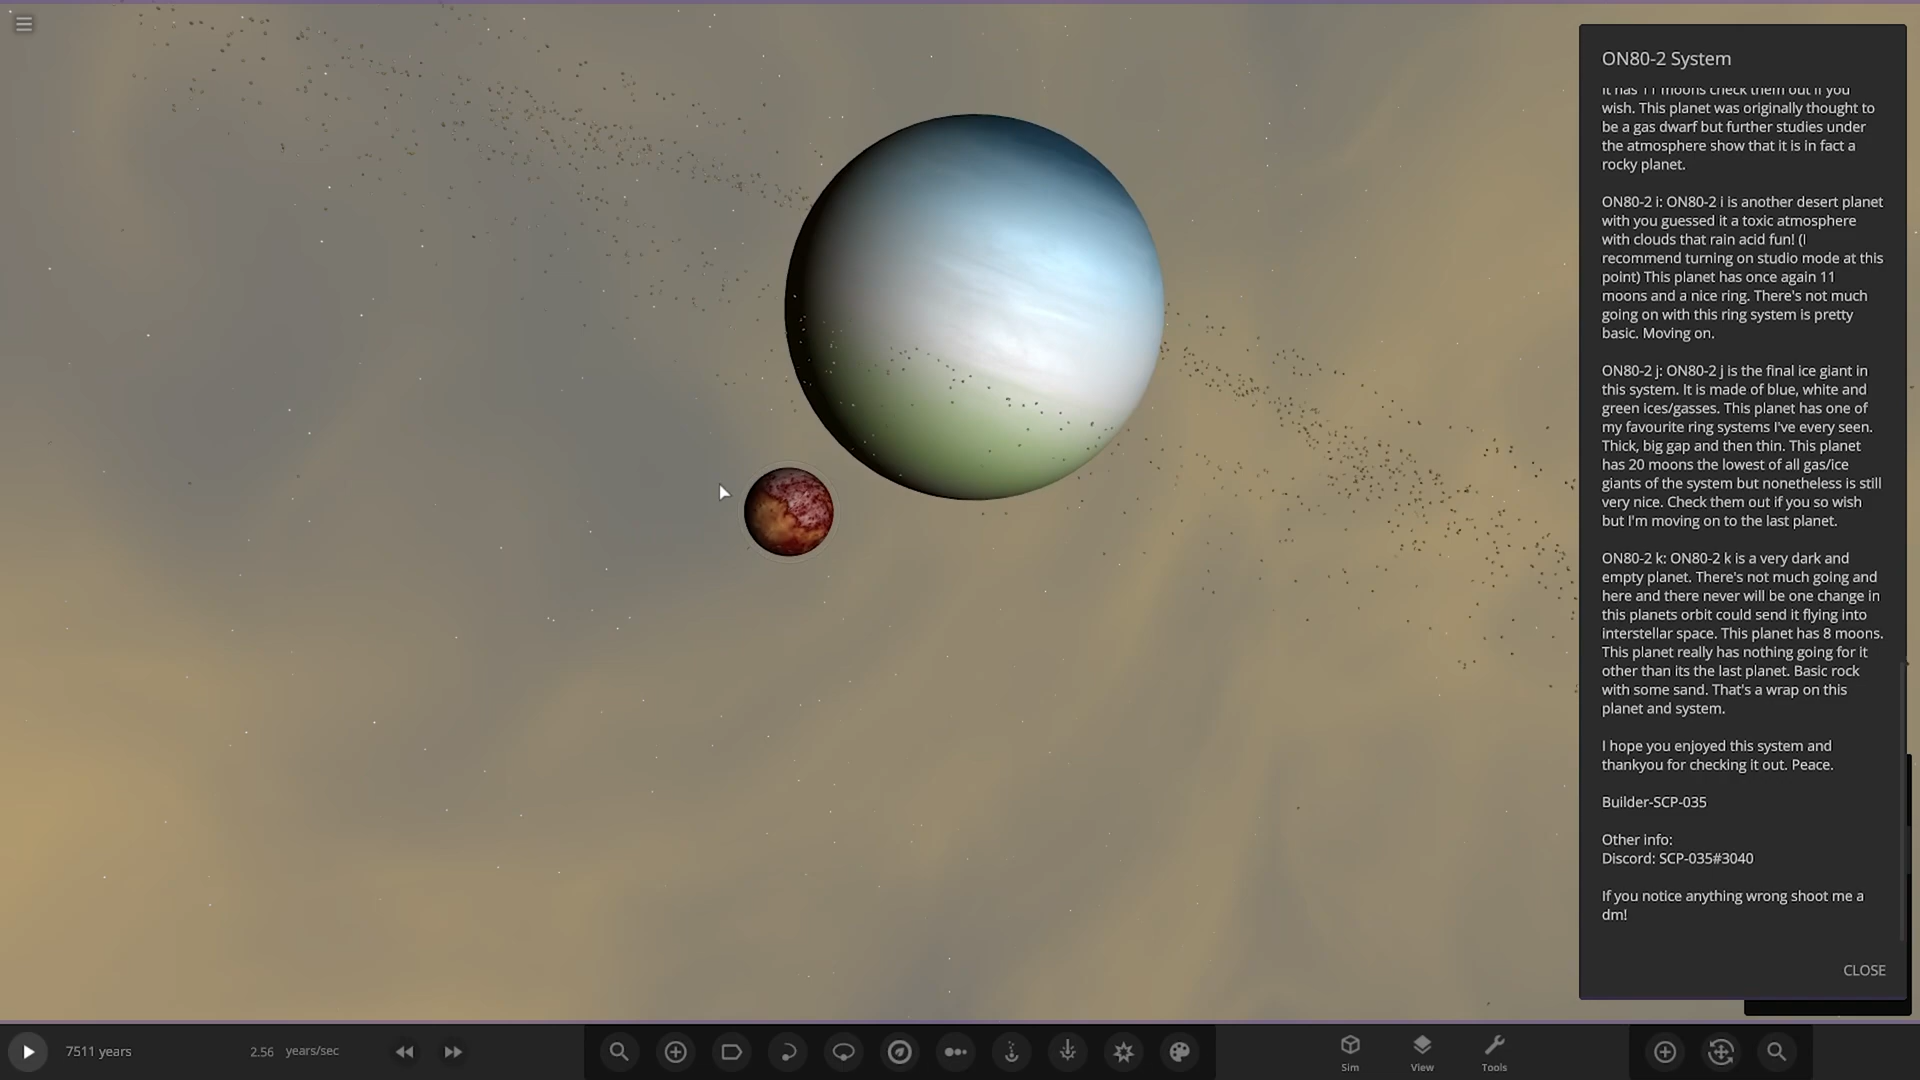 ON80-2 System
it has 11 moons check them out if you
wish. This planet was originally thought to
be a gas dwarf but further studies under
the atmosphere show that it is in fact a
rocky planet.
ON80-2 i: ON80-2 i is another desert planet
with you guessed it a toxic atmosphere
with clouds that rain acid fun! (I
recommend turning on studio mode at this
point) This planet has once again 11
moons and a nice ring. There's not much
going on with this ring system is pretty
basic. Moving on.
ON80-2 j: ON80-2 j is the final ice giant in
this system. It is made of blue, white and
green ices/gasses. This planet has one of
my favourite ring systems I've every seen.
Thick, big gap and then thin. This planet
has 20 moons the lowest of all gas/ice
giants of the system but nonetheless is still
very nice. Check them out if you so wish
but I'm moving on to the last planet.
ON80-2 k: ON80-2 k is a very dark and
empty planet. There's not much going and
here and there never will be one change in
this planets orbit could send it flying into
interstellar space. This planet has 8 moons.
This planet really has nothing going for it
other than its the last planet. Basic rock
with some sand. That's a wrap on this
planet and system.
I hope you enjoyed this system and
thankyou for checking it out. Peace.
Builder-SCP-035
Other info:
Discord: SCP-035#3040
If you notice anything wrong shoot me a
dm!
CLOSE
7511 years
2.56 years/sec
Sim
View
Tools